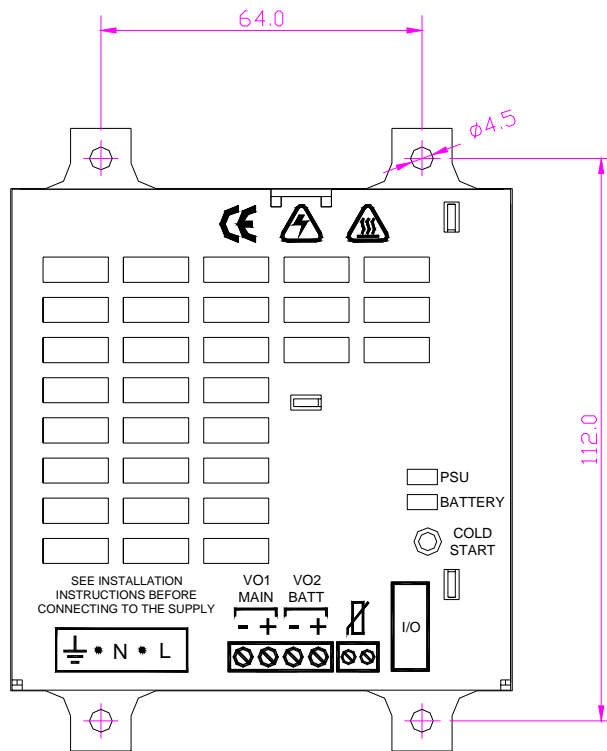 64.0
ø4.5
CE
112.0
PSU
BATTERY
COLD
START
SEE INSTALLATION
INSTRUCTIONS BEFORE
CONNECTING TO THE SUPPLY
VO1 VO2
MAIN BATT
- + - +
N L
I/O